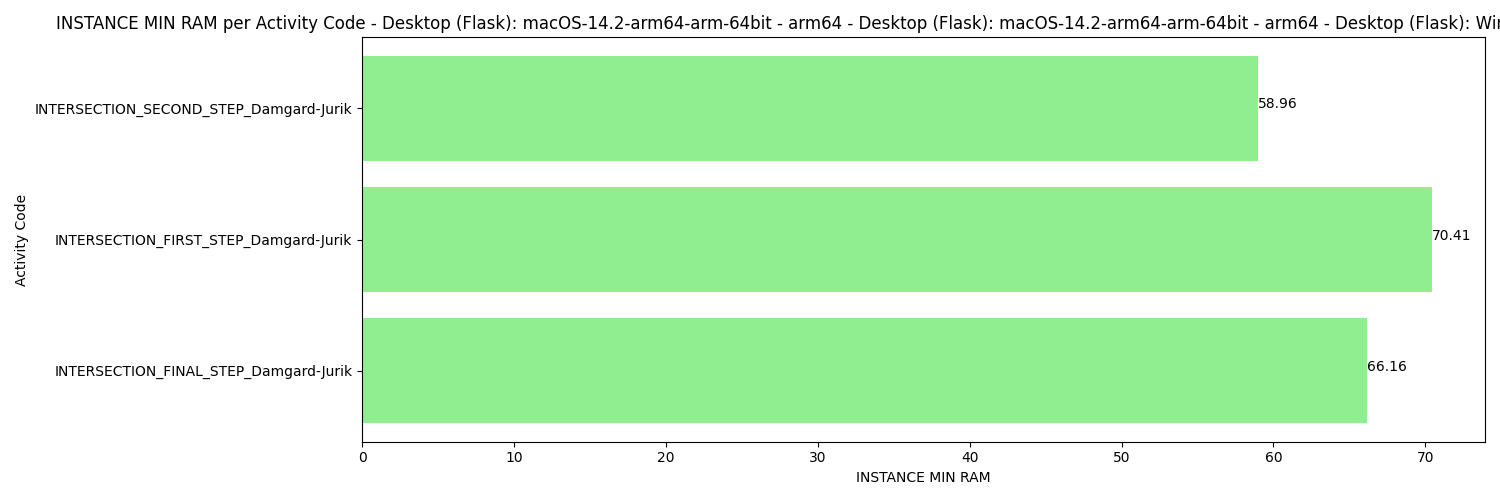 INSTANCE MIN RAM per Activity Code - Desktop (Flask): macOS-14.2-arm64-arm-64bit - arm64 - Desktop (Flask): macOS-14.2-arm64-arm-64bit - arm64 - Desktop (Flask):
INTERSECTION_SECOND_STEP_Damgard-Jurik
58.96
INTERSECTION_FIRST_STEP_Damgard-Jurik
70.41
INTERSECTION_FINAL_STEP_Damgard-Jurik
66.16
Activity Code
0 10 20 30 40 50 60 70
INSTANCE MIN RAM